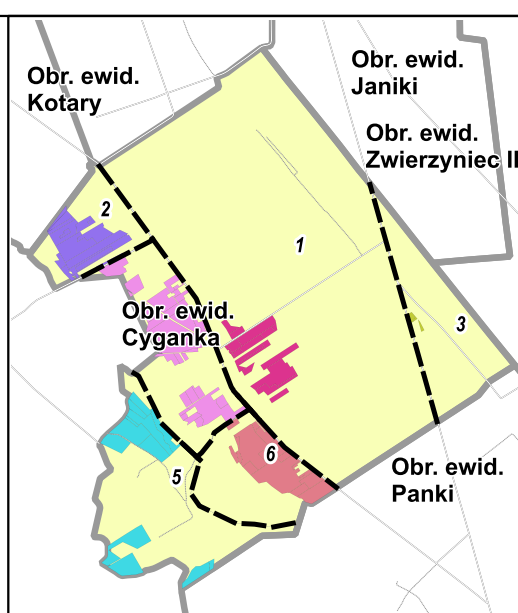 Obr. ewid.
Kotary
Obr. ewid.
Janiki
Obr. ewid.
Zwierzyniec II
2
1
3
Obr. ewid.
Cyganka
6
5
Obr. ewid.
Panki